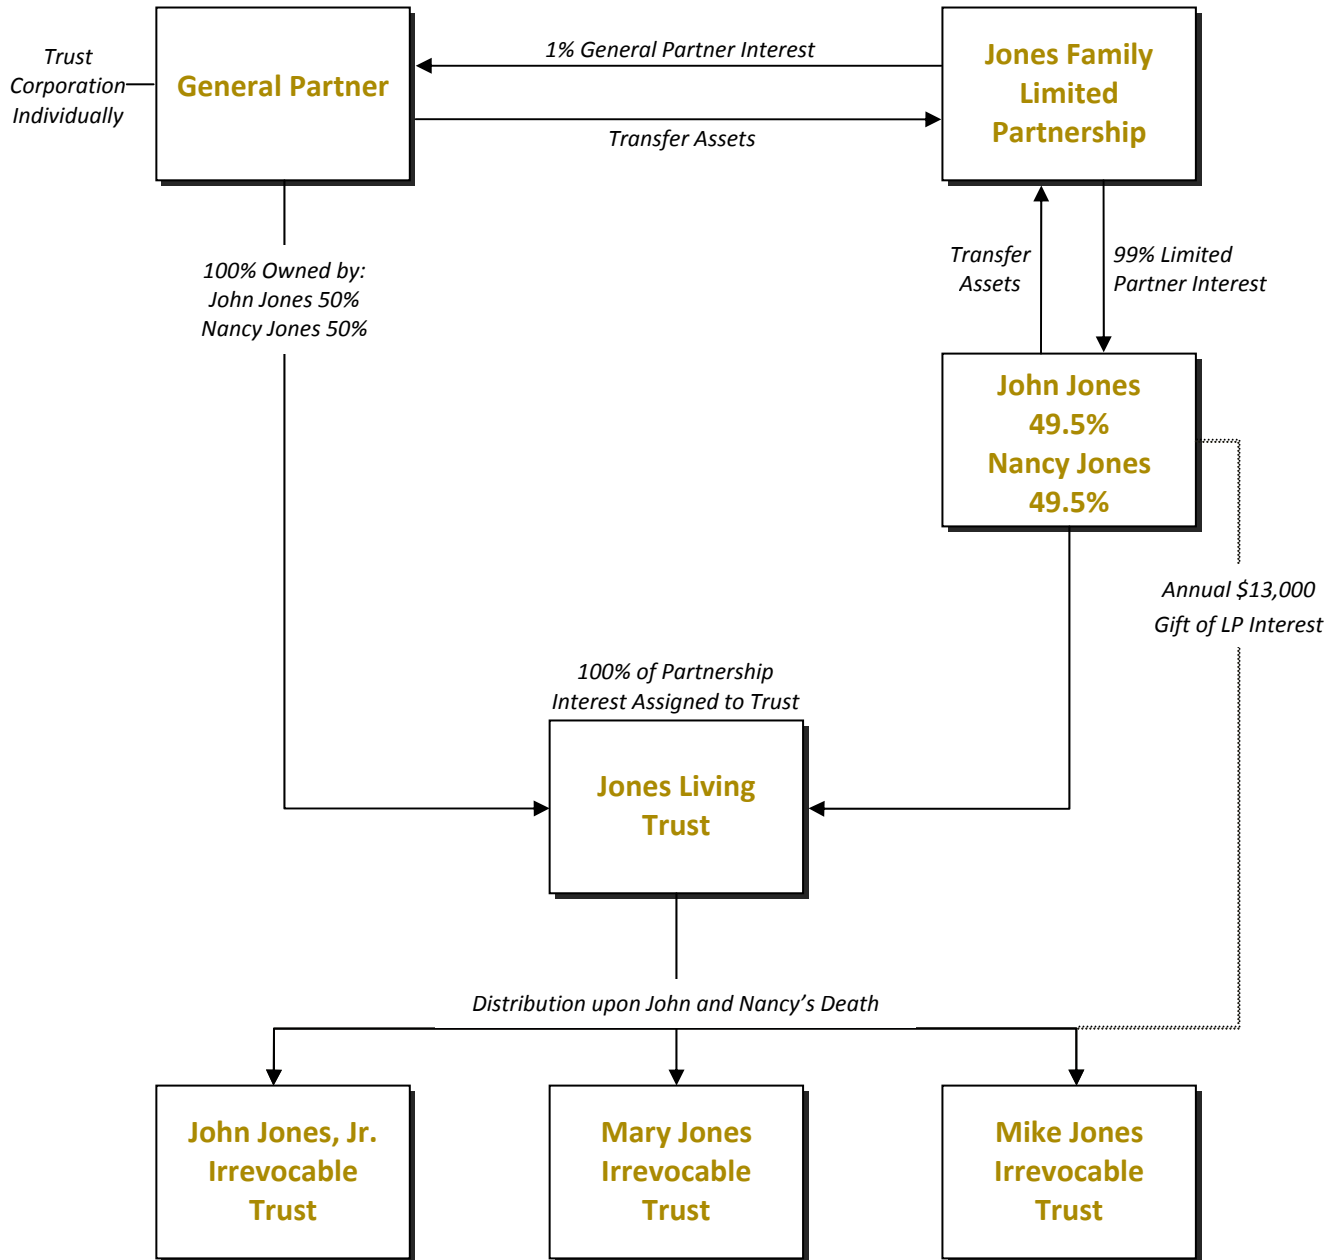 Trust
Corporation
Individually
General Partner
1% General Partner Interest
Transfer Assets
Jones Family
Limited
Partnership
100% Owned by:
John Jones 50%
Nancy Jones 50%
Transfer
Assets
99% Limited
Partner Interest
John Jones
49.5%
Nancy Jones
49.5%
Annual $13,000
Gift of LP Interest
100% of Partnership
Interest Assigned to Trust
Jones Living
Trust
Distribution upon John and Nancy’s Death
John Jones, Jr.
Irrevocable
Trust
Mary Jones
Irrevocable
Trust
Mike Jones
Irrevocable
Trust